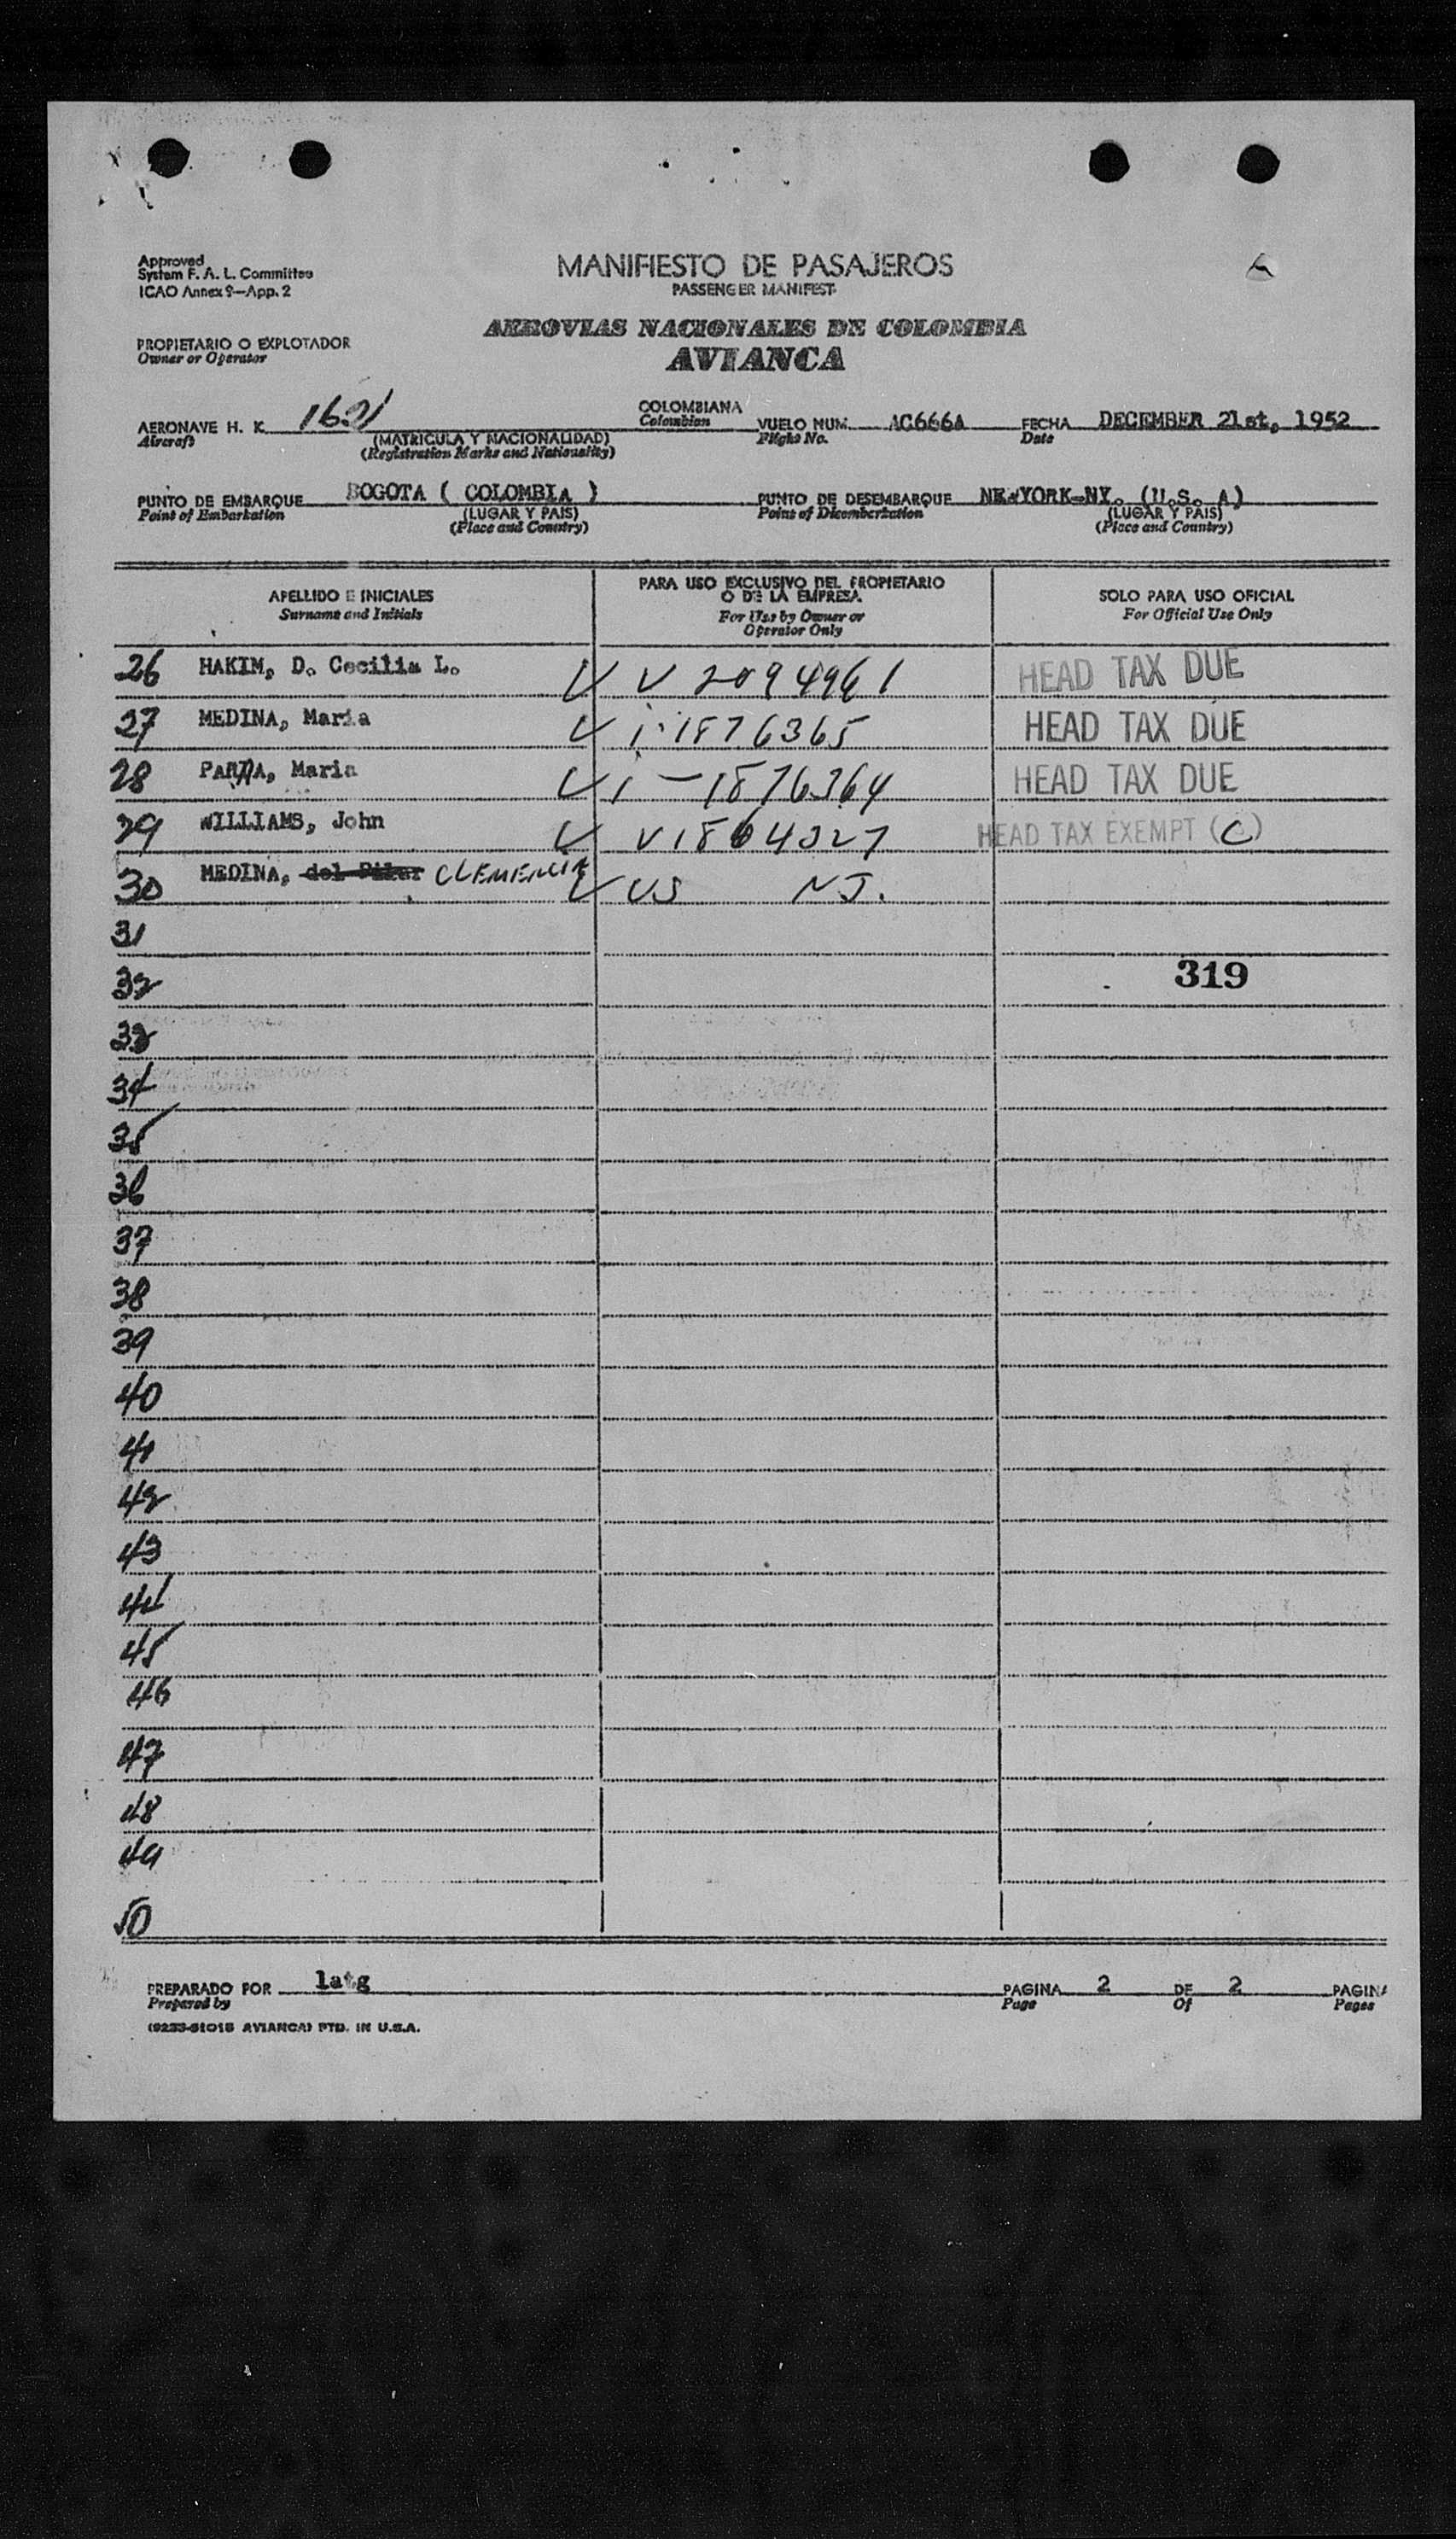 Approved
System F. A. L. Committee
ICAO Annex 9—App. 2
MANIFIESTO DE PASAJEROS
PASSENGER MANIFEST
AEROVIAS NACIONALES DE COLOMBIA
AVIANCA
PROPIETARIO O EXPLOTADOR
Owner or Operator
AERONAVE H. K. 1621 COLOMBIANA VUELO NUM. AC666A FECHA DECEMBER 21st, 1952
Aircraft (MATRICULA Y NACIONALIDAD) Colombian Flight No. Date
(Registration Marks and Nationality)
PUNTO DE EMBARQUE BOGOTA ( COLOMBIA ) PUNTO DE DESEMBARQUE NEWYORK-NY. (U.S. A)
Point of Embarkation (LUGAR Y PAIS) Point of Disembarkation (LUGAR Y PAIS)
(Place and Country) (Place and Country)
APELLIDO E INICIALES PARA USO EXCLUSIVO DEL PROPIETARIO O DE LA EMPRESA SOLO PARA USO OFICIAL
Surname and Initials For Use by Owner or Operator Only For Official Use Only
26 HAKIM, D. Cecilia L. V 2094961 HEAD TAX DUE
27 MEDINA, Maria 1876365 HEAD TAX DUE
28 Maria 1 - 1876364 HEAD TAX DUE
29 WILLIAMS, John V1864327 HEAD TAX EXEMPT (C)
30 MEDINA, del Pilar CLEMENCIA US NJ.
31
32 319
33
34
35
36
37
38
39
40
41
42
43
44
45
46
47
48
49
50
PREPARADO POR latg PAGINA 2 DE 2 PAGINA
Prepared by Page Of Pages
(9233-51015 AVIANCA) PTD. IN U.S.A.